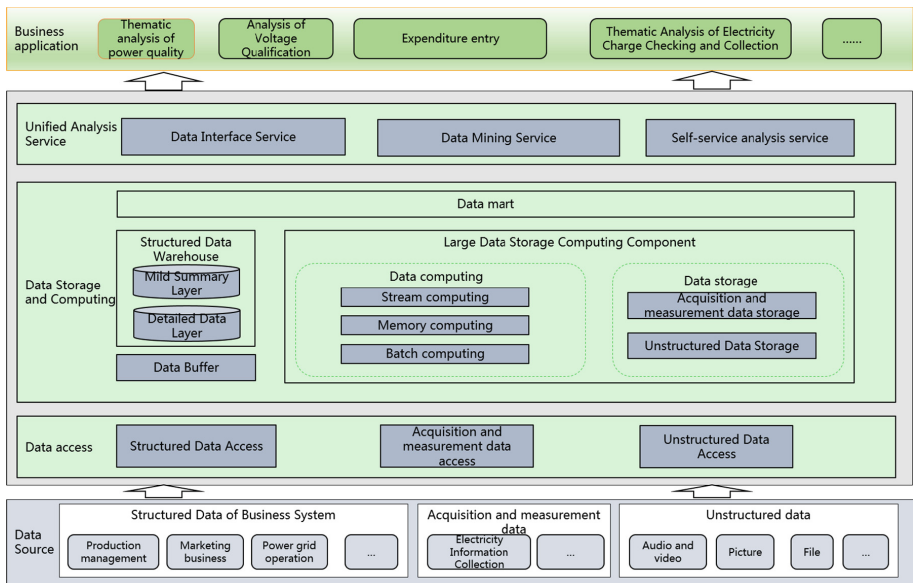 Business
application
Thematic
analysis of
power quality
Analysis of
Voltage
Qualification
Expenditure entry
Thematic Analysis of Electricity
Charge Checking and Collection
......
Unified Analysis
Service
Data Interface Service
Data Mining Service
Self-service analysis service
Data Storage
and Computing
Data mart
Structured Data
Warehouse
Mild Summary
Layer
Detailed Data
Layer
Data Buffer
Large Data Storage Computing Component
Data computing
Stream computing
Memory computing
Batch computing
Data storage
Acquisition and
measurement data storage
Unstructured Data Storage
Data access
Structured Data Access
Acquisition and
measurement data
access
Unstructured Data
Access
Data
Source
Structured Data of Business System
Production
management
Marketing
business
Power grid
operation
...
Acquisition and measurement
data
Electricity
Information
Collection
...
Unstructured data
Audio and
video
Picture
File
...